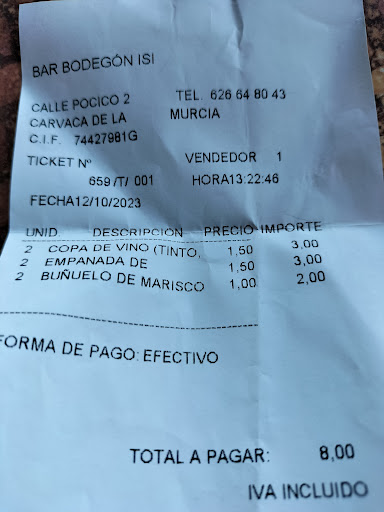 BAR BODEGÓN ISI
CALLE POCICO 2 TEL. 626 64 80 43
CARVACA DE LA MURCIA
C.I.F. 74427981G
TICKET Nº VENDEDOR 1
659 /T/ 001 HORA13:22:46
FECHA12/10/2023
UNID. DESCRIPCION PRECIO IMPORTE
2 COPA DE VINO (TINTO, 1,50 3,00
2 EMPANADA DE 1,50 3,00
2 BUÑUELO DE MARISCO 1,00 2,00
FORMA DE PAGO: EFECTIVO
TOTAL A PAGAR: 8,00
IVA INCLUIDO